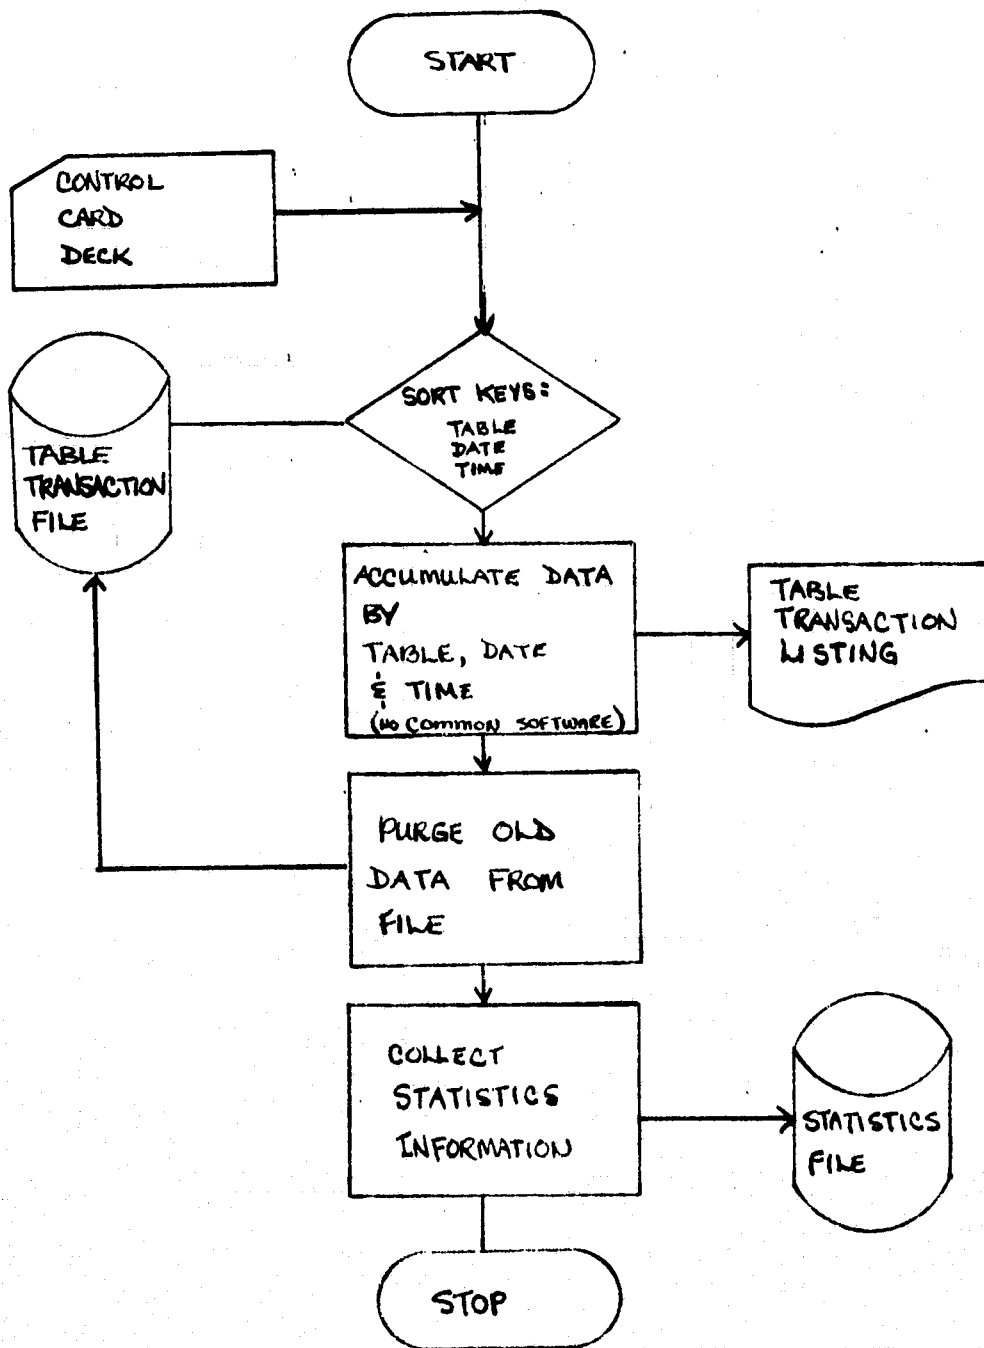 START
CONTROL
CARD
DECK
SORT KEYS:
TABLE
DATE
TIME
TABLE
TRANSACTION
FILE
ACCUMULATE DATA
BY
TABLE, DATE
& TIME
(NO COMMON SOFTWARE)
TABLE
TRANSACTION
LISTING
PURGE OLD
DATA FROM
FILE
COLLECT
STATISTICS
INFORMATION
STATISTICS
FILE
STOP